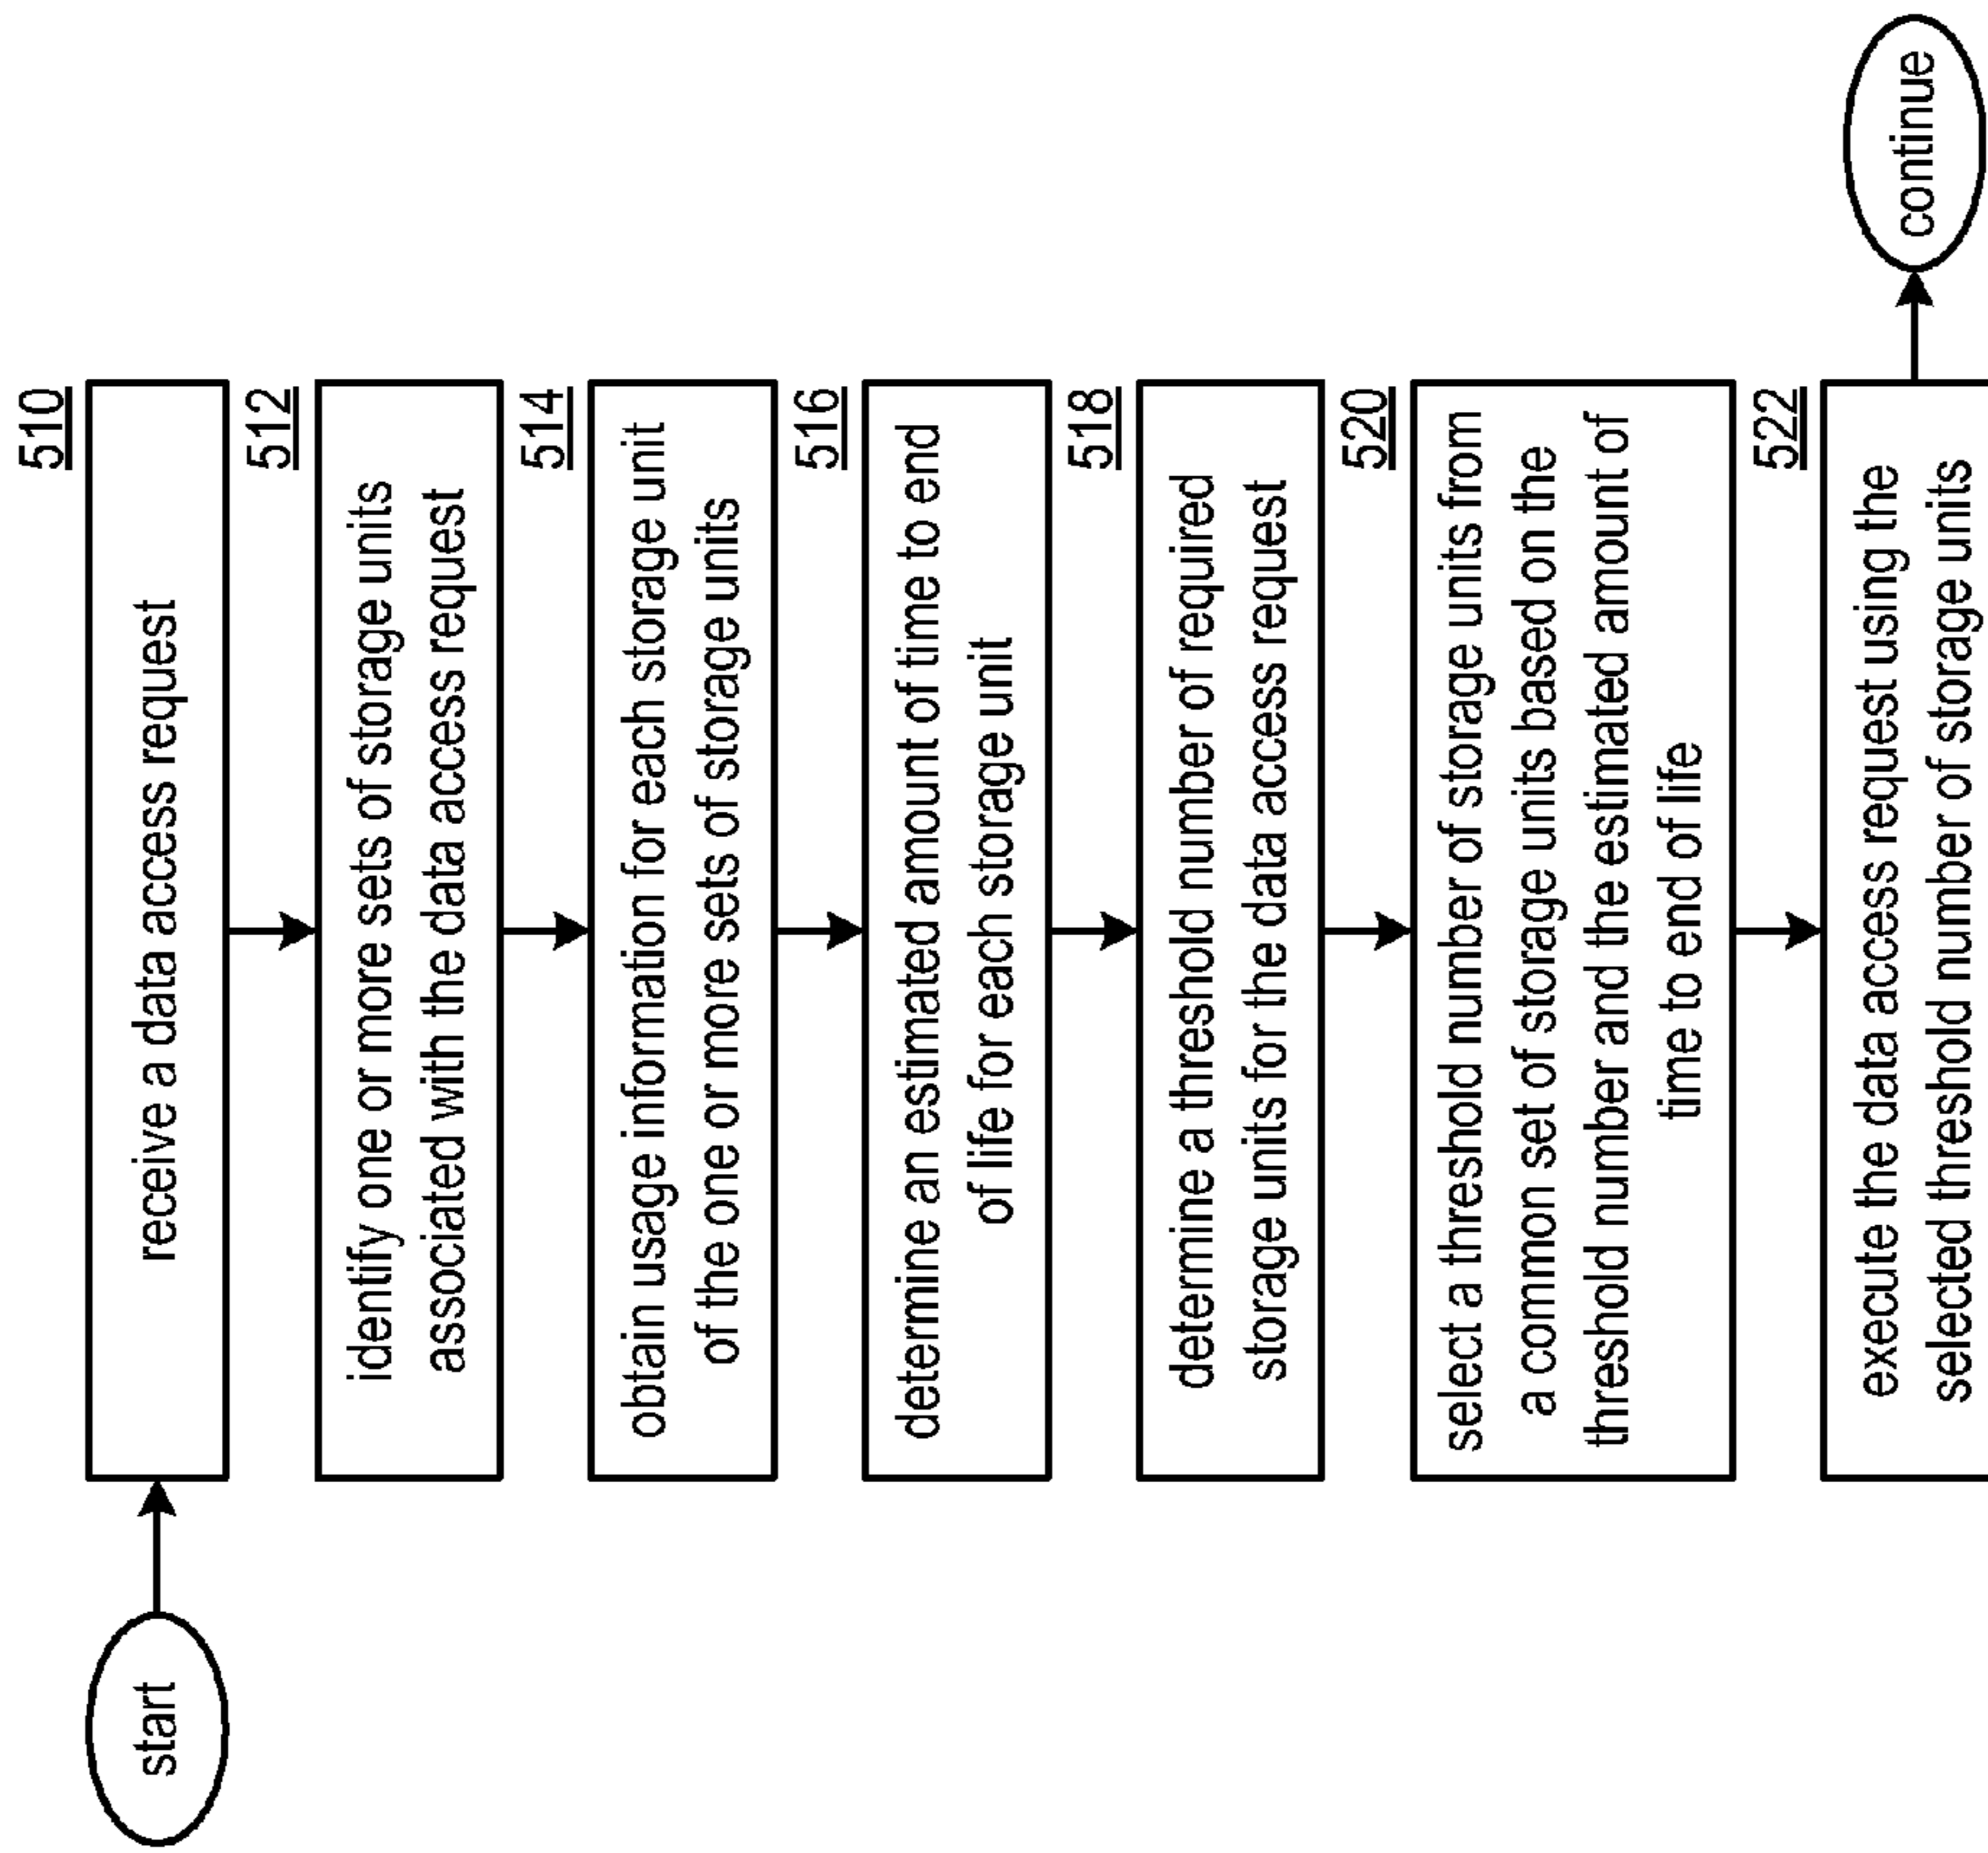 start
510
receive a data access request
512
identify one or more sets of storage units
associated with the data access request
514
obtain usage information for each storage unit
of the one or more sets of storage units
516
determine an estimated amount of time to end
of life for each storage unit
518
determine a threshold number of required
storage units for the data access request
520
select a threshold number of storage units from
a common set of storage units based on the
threshold number and the estimated amount of
time to end of life
522
execute the data access request using the
selected threshold number of storage units
continue